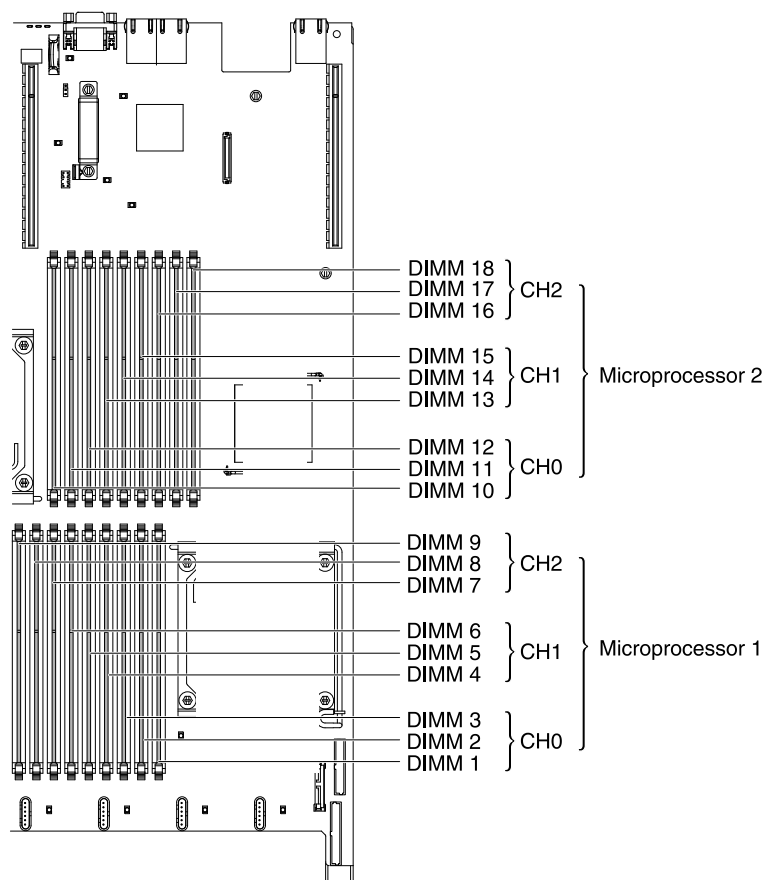 DIMM 18
DIMM 17
DIMM 16
CH2
DIMM 15
DIMM 14
DIMM 13
CH1
Microprocessor 2
DIMM 12
DIMM 11
DIMM 10
CH0
DIMM 9
DIMM 8
DIMM 7
CH2
DIMM 6
DIMM 5
DIMM 4
CH1
Microprocessor 1
DIMM 3
DIMM 2
DIMM 1
CH0